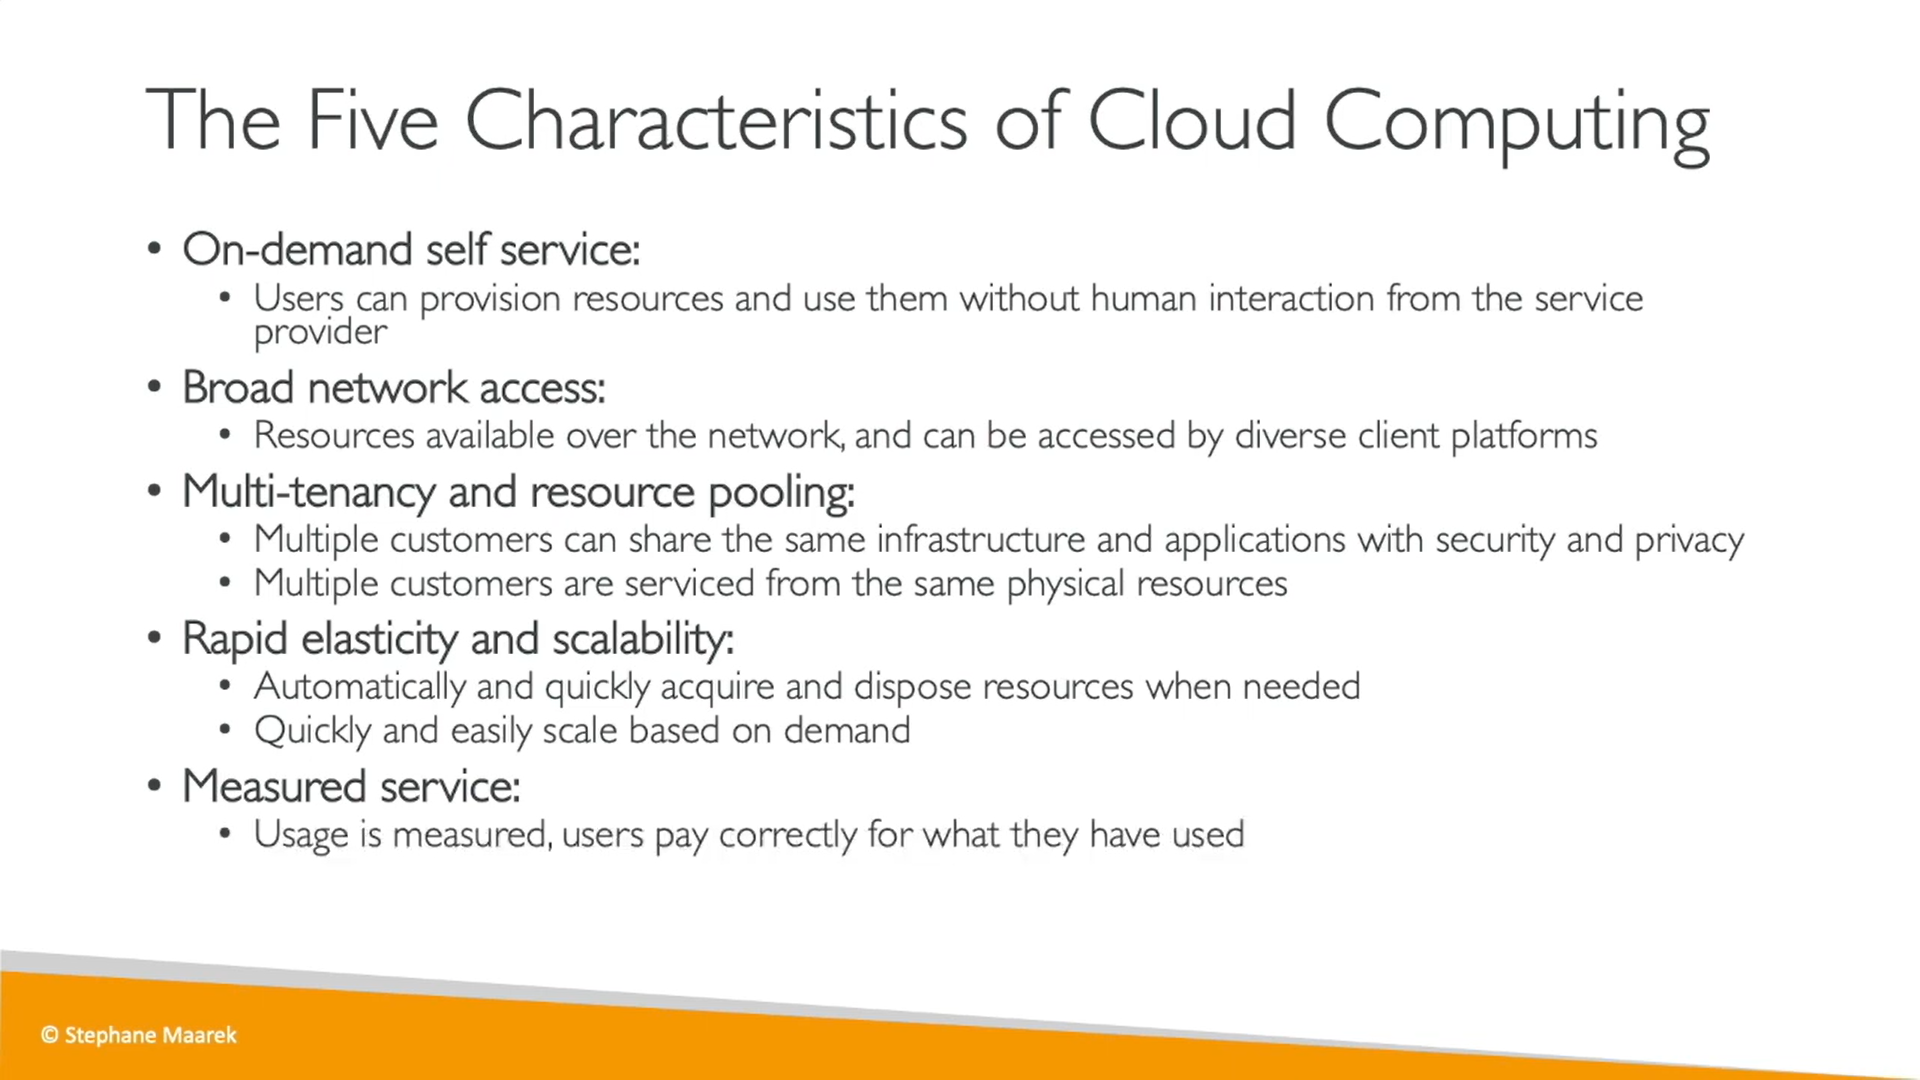 The Five Characteristics of Cloud Computing
• On-demand self service:
• Users can provision resources and use them without human interaction from the service
provider
• Broad network access:
• Resources available over the network, and can be accessed by diverse client platforms
• Multi-tenancy and resource pooling:
• Multiple customers can share the same infrastructure and applications with security and privacy
• Multiple customers are serviced from the same physical resources
• Rapid elasticity and scalability:
• Automatically and quickly acquire and dispose resources when needed
• Quickly and easily scale based on demand
• Measured service:
• Usage is measured, users pay correctly for what they have used
© Stephane Maarek